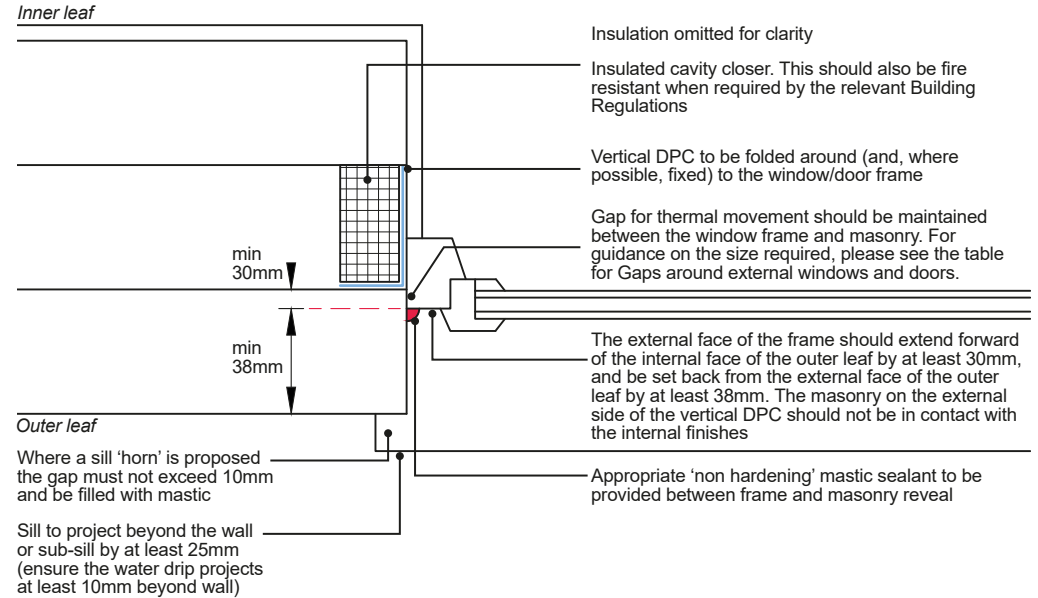 Inner leaf
Insulation omitted for clarity
Insulated cavity closer. This should also be fire
resistant when required by the relevant Building
Regulations
Vertical DPC to be folded around (and, where
possible, fixed) to the window/door frame
Gap for thermal movement should be maintained
between the window frame and masonry. For
guidance on the size required, please see the table
for Gaps around external windows and doors.
min
30mm
min
38mm
The external face of the frame should extend forward
of the internal face of the outer leaf by at least 30mm,
and be set back from the external face of the outer
leaf by at least 38mm. The masonry on the external
side of the vertical DPC should not be in contact with
the internal finishes
Outer leaf
Where a sill ‘horn’ is proposed
the gap must not exceed 10mm
and be filled with mastic
Appropriate ‘non hardening’ mastic sealant to be
provided between frame and masonry reveal
Sill to project beyond the wall
or sub-sill by at least 25mm
(ensure the water drip projects
at least 10mm beyond wall)